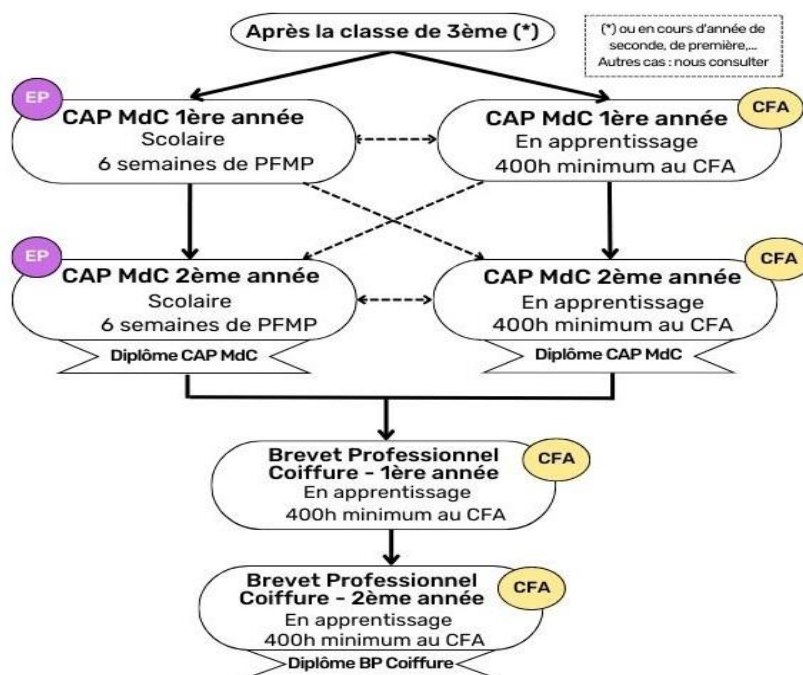 Après la classe de 3ème (*)
(*) ou en cours d'année de
seconde, de première,...
Autres cas : nous consulter
EP
CAP MdC 1ère année
Scolaire
6 semaines de PFMP
CFA
CAP MdC 1ère année
En apprentissage
400h minimum au CFA
EP
CAP MdC 2ème année
Scolaire
6 semaines de PFMP
Diplôme CAP MdC
CFA
CAP MdC 2ème année
En apprentissage
400h minimum au CFA
Diplôme CAP MdC
CFA
Brevet Professionnel
Coiffure - 1ère année
En apprentissage
400h minimum au CFA
CFA
Brevet Professionnel
Coiffure - 2ème année
En apprentissage
400h minimum au CFA
Diplôme BP Coiffure